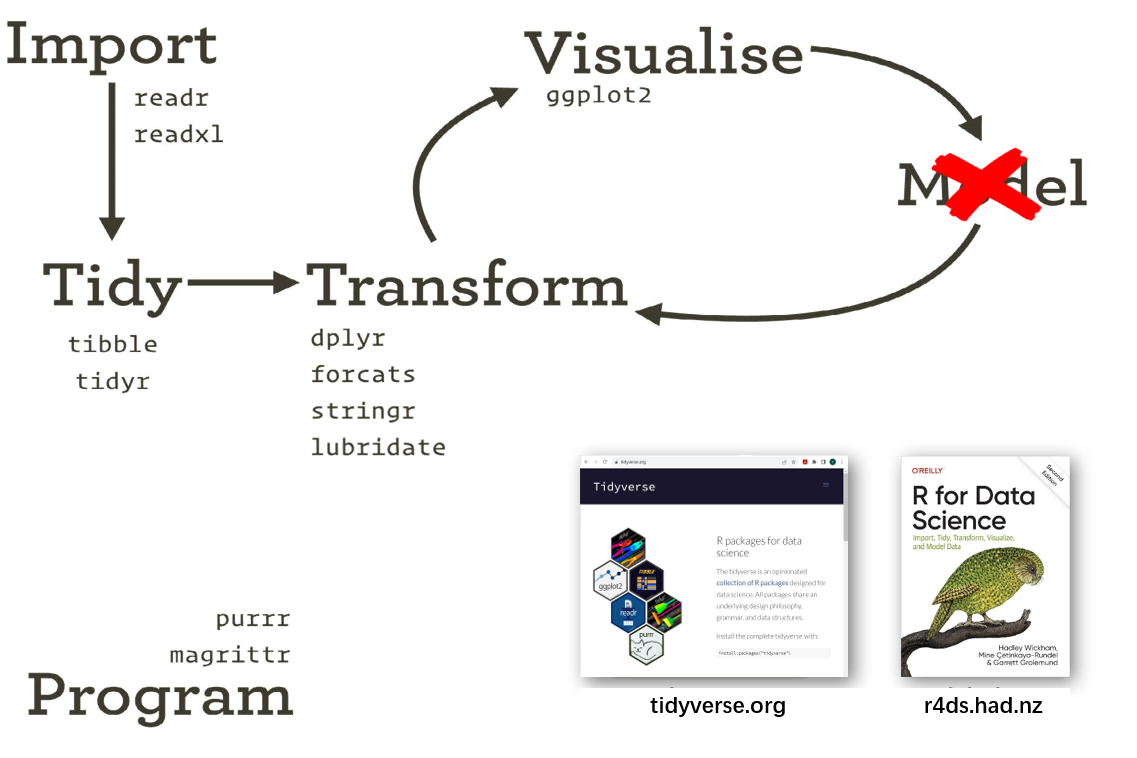 Import
readr
readxl
Visualise
ggplot2
Model
Tidy
tibble
tidyr
Transform
dplyr
forcats
stringr
lubridate
purrr
magrittr
Program
tidyverse.org
Tidyverse
ggplot2
readr
purrr
R packages for data
science
The tidyverse is an opinionated
collection of R packages designed for
data science. All packages share an
underlying design philosophy,
grammar, and data structures.
Install the complete tidyverse with:
install.packages("tidyverse")
tidyverse.org
O'REILLY
Second
Edition
R for Data
Science
Import, Tidy, Transform, Visualize,
and Model Data
Hadley Wickham,
Mine Çetinkaya-Rundel
& Garrett Grolemund
r4ds.had.nz